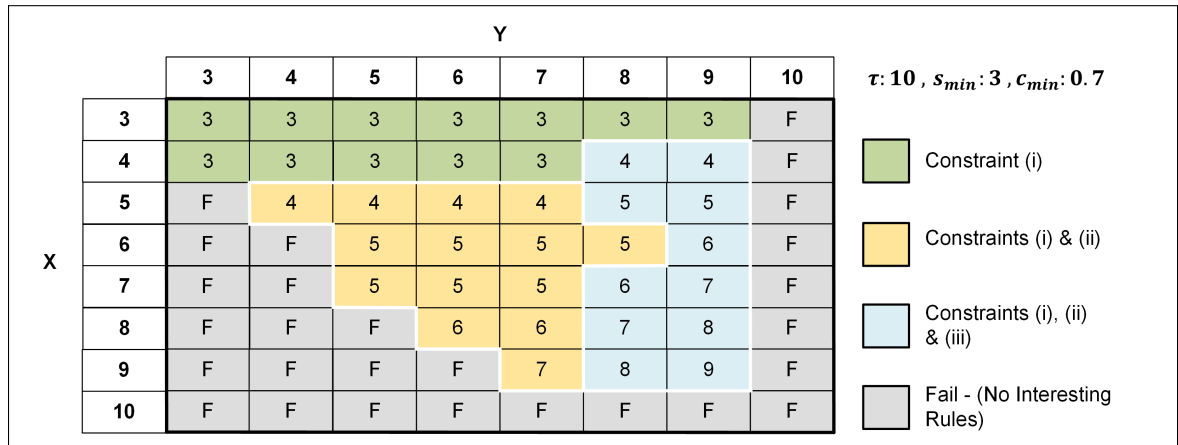 Y
3 4 5 6 7 8 9 10
τ: 10 , s_min: 3 , c_min: 0.7
3 3 3 3 3 3 3 3 F
4 3 3 3 3 3 4 4 F
Constraint (i)
5 F 4 4 4 4 5 5 F
X
6 F F 5 5 5 5 6 F
Constraints (i) & (ii)
7 F F 5 5 5 6 7 F
8 F F F 6 6 7 8 F
Constraints (i), (ii)
& (iii)
9 F F F F 7 8 9 F
10 F F F F F F F F
Fail - (No Interesting
Rules)